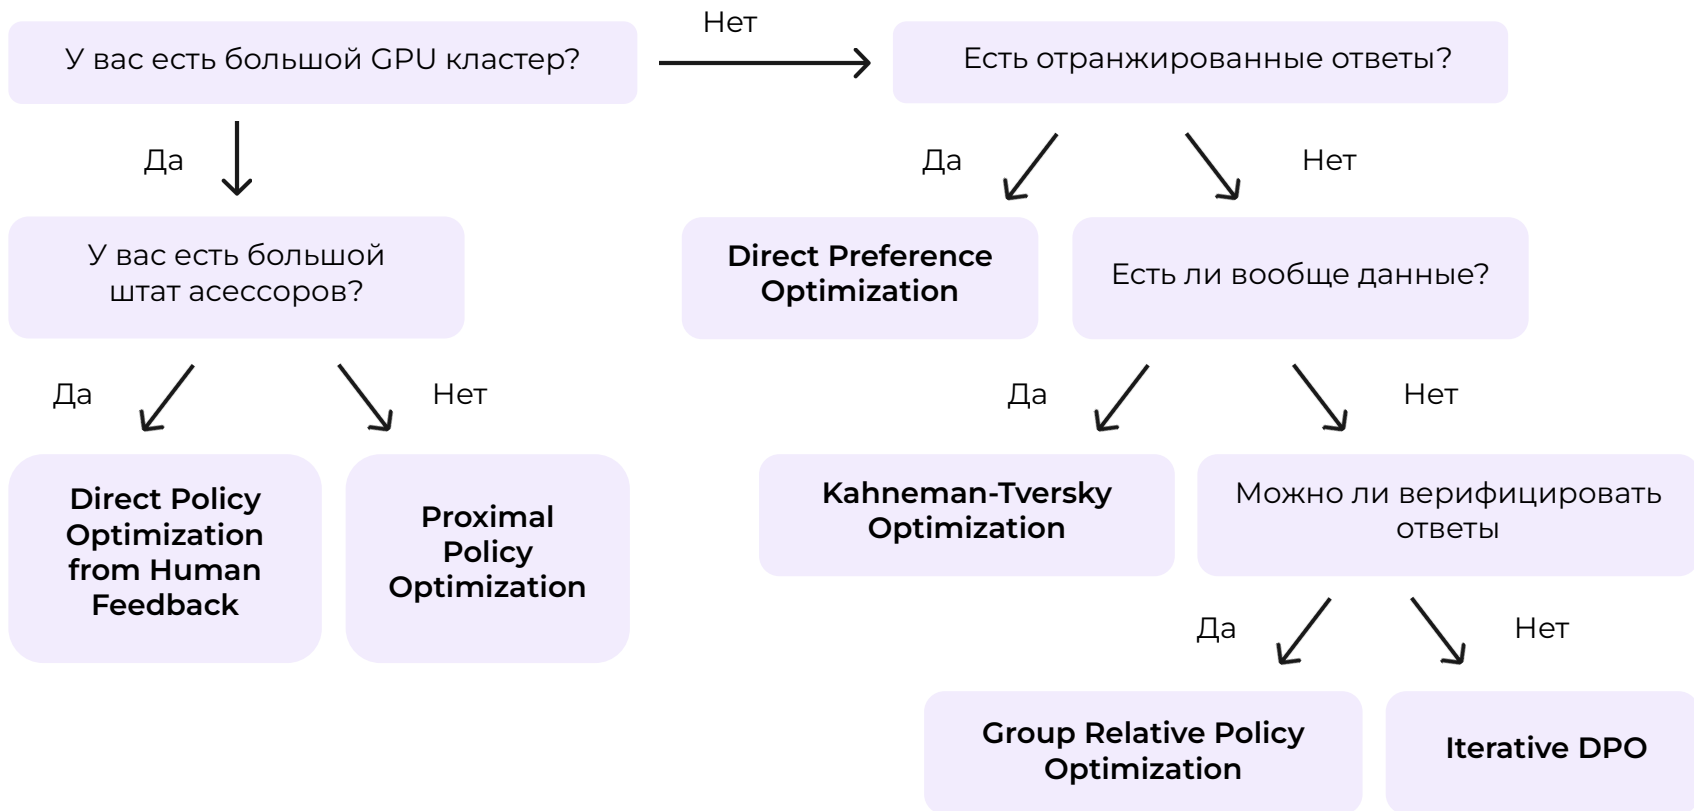 У вас есть большой GPU кластер?
Нет
Есть отранжированные ответы?
Да
Да
Нет
У вас есть большой
штат асессоров?
Direct Preference
Optimization
Есть ли вообще данные?
Да
Нет
Да
Нет
Direct Policy
Optimization
from Human
Feedback
Proximal
Policy
Optimization
Kahneman-Tversky
Optimization
Можно ли верифицировать
ответы
Да
Нет
Group Relative Policy
Optimization
Iterative DPO